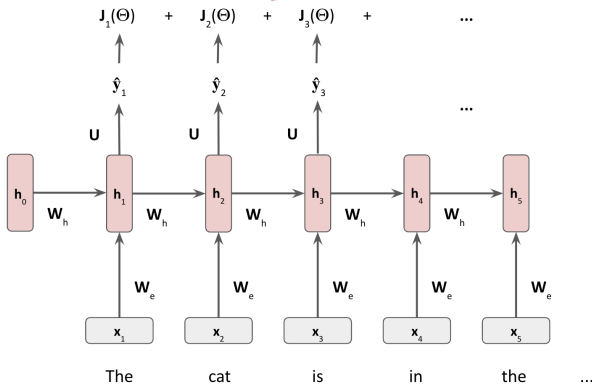 J₁(Θ) + J₂(Θ) + J₃(Θ) + ...
ŷ₁ ŷ₂ ŷ₃ ...
U U U
h₀ h₁ h₂ h₃ h₄ h₅
Wₕ Wₕ Wₕ Wₕ Wₕ
Wₑ Wₑ Wₑ Wₑ Wₑ
x₁ x₂ x₃ x₄ x₅
The cat is in the ...